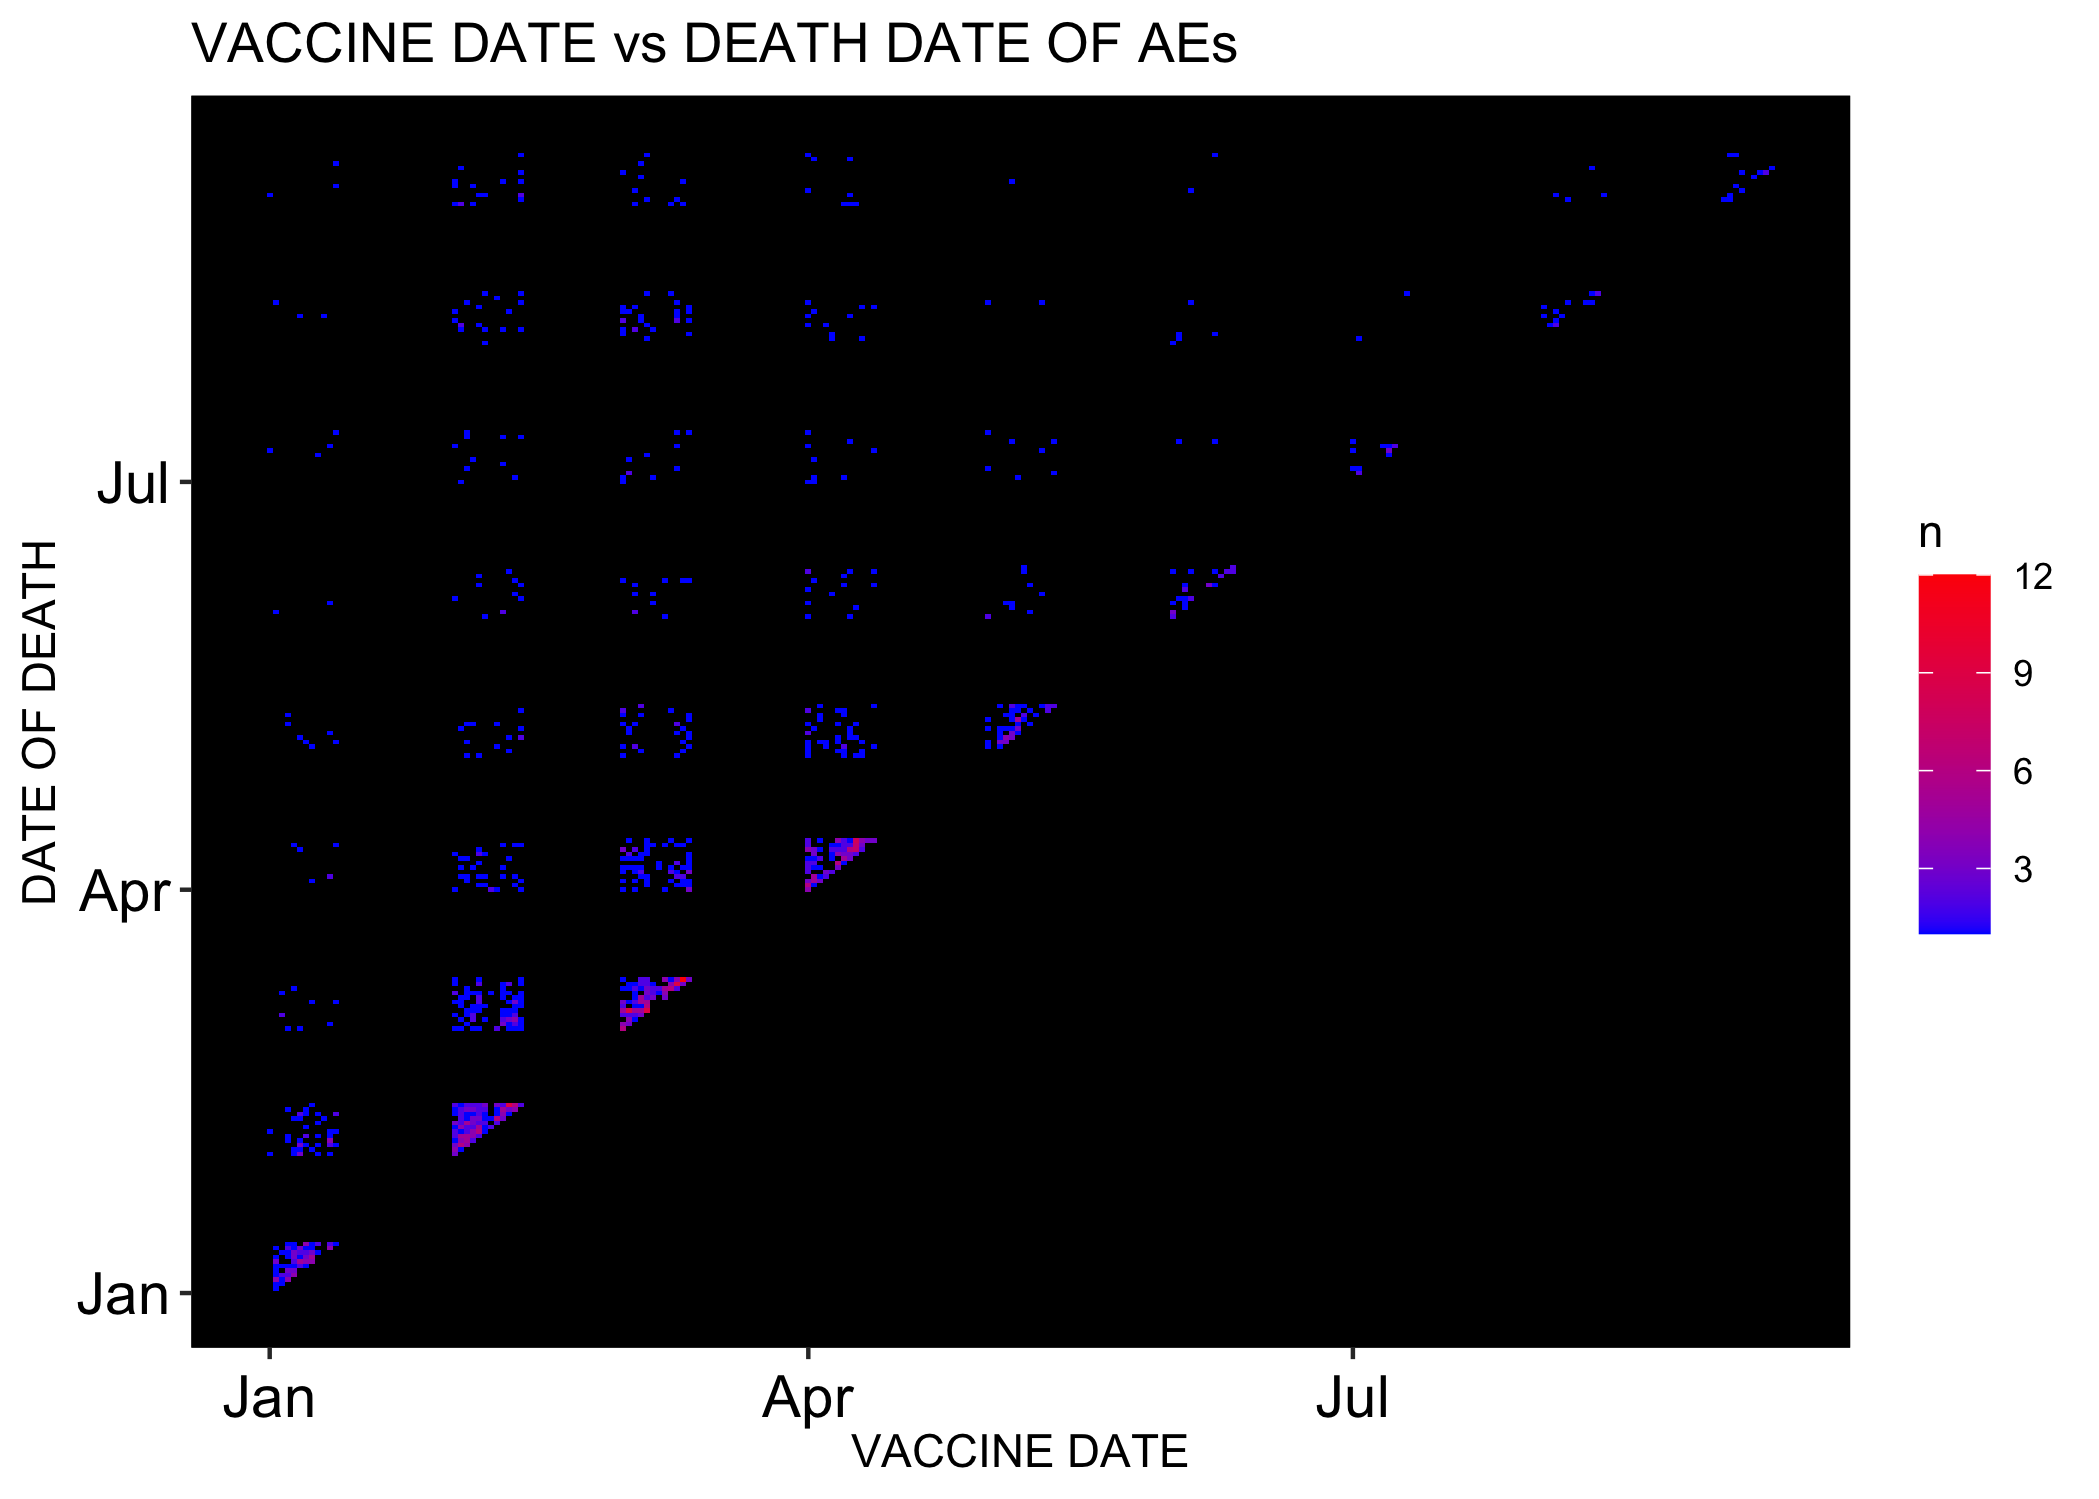 VACCINE DATE vs DEATH DATE OF AEs
DATE OF DEATH
Jul
Apr
Jan
Jan
Apr
Jul
VACCINE DATE
n
12
9
6
3